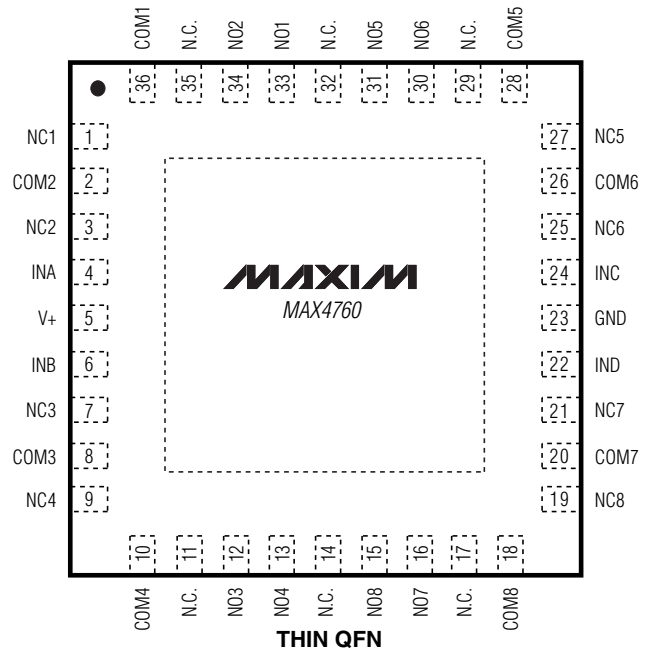 COM1 N.C. NO2 NO1 N.C. NO5 NO6 N.C. COM5
36 35 34 33 32 31 30 29 28
NC1 1
COM2 2
NC2 3
INA 4
V+ 5
INB 6
NC3 7
COM3 8
NC4 9
MAXIM
MAX4760
27 NC5
26 COM6
25 NC6
24 INC
23 GND
22 IND
21 NC7
20 COM7
19 NC8
10 11 12 13 14 15 16 17 18
COM4 N.C. NO3 NO4 N.C. NO8 NO7 N.C. COM8
THIN QFN